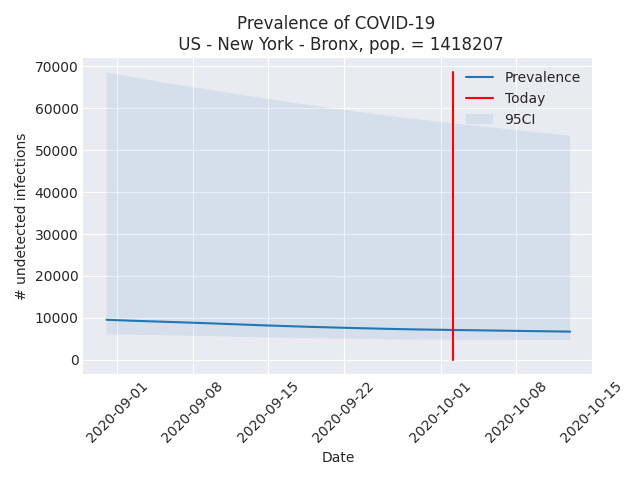 Prevalence of COVID-19
US - New York - Bronx, pop. = 1418207
70000
60000
50000
40000
30000
20000
10000
0
# undetected infections
Prevalence
Today
95CI
2020-09-01
2020-09-08
2020-09-15
2020-09-22
2020-10-01
2020-10-08
2020-10-15
Date